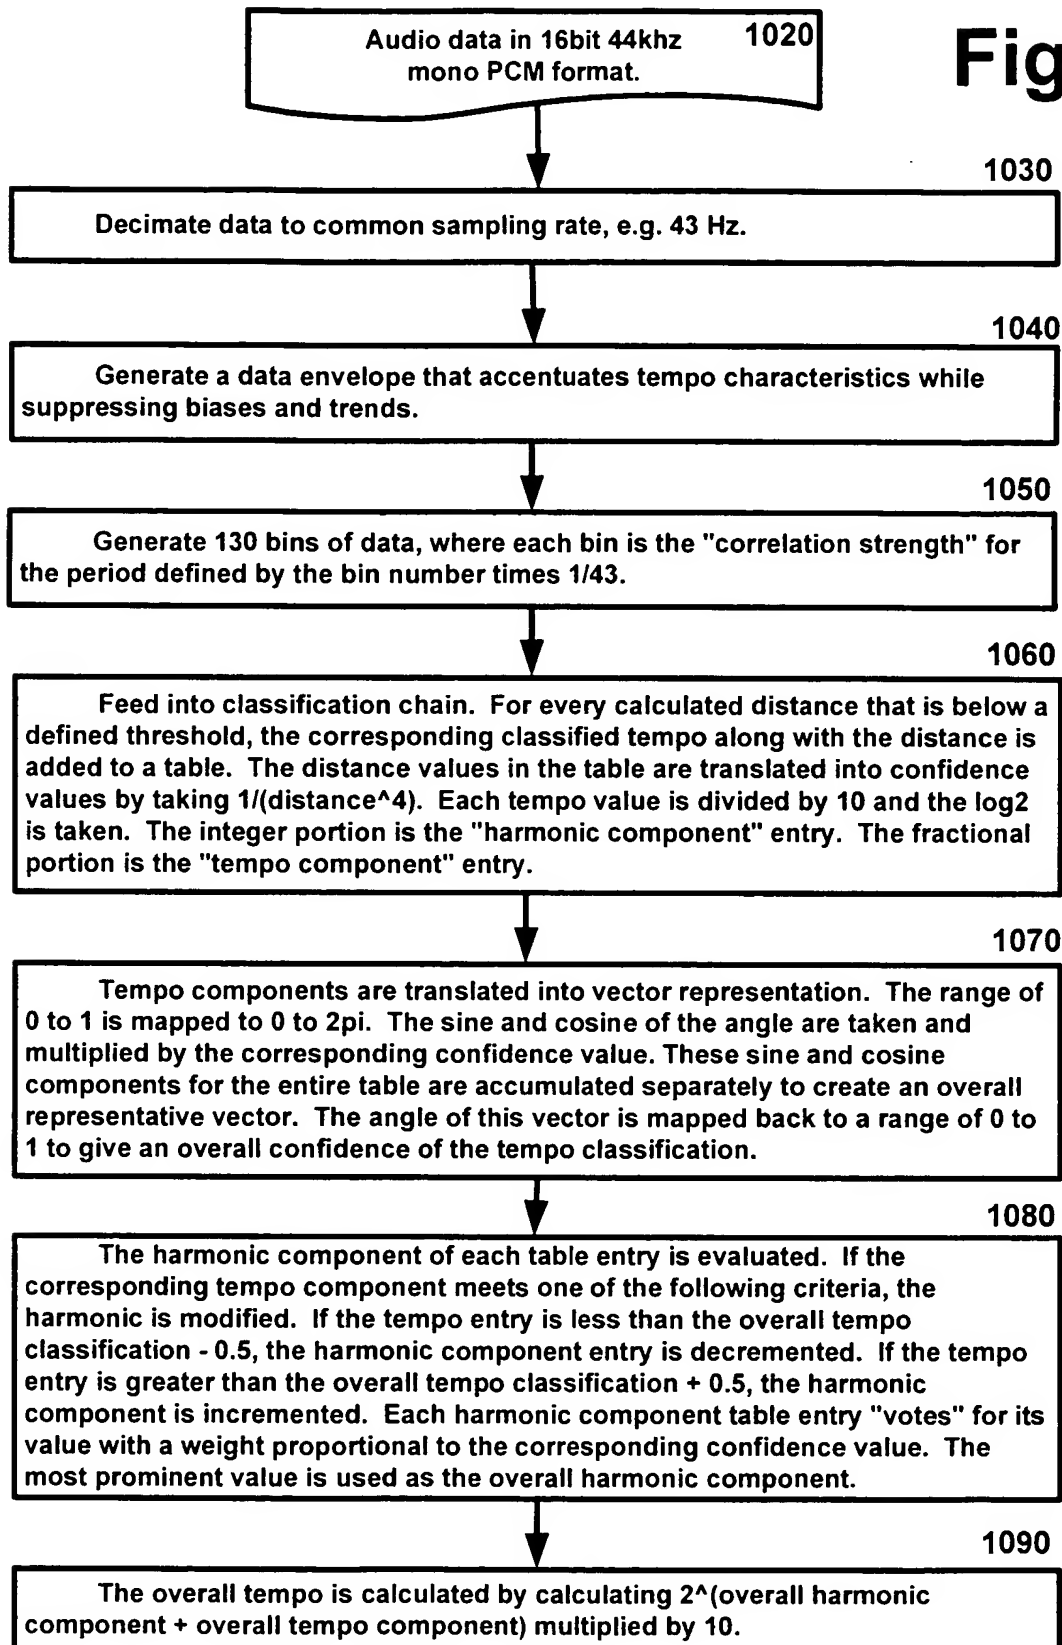 Audio data in 16bit 44khz 1020
mono PCM format.
Fig
1030
Decimate data to common sampling rate, e.g. 43 Hz.
1040
Generate a data envelope that accentuates tempo characteristics while
suppressing biases and trends.
1050
Generate 130 bins of data, where each bin is the "correlation strength" for
the period defined by the bin number times 1/43.
1060
Feed into classification chain. For every calculated distance that is below a
defined threshold, the corresponding classified tempo along with the distance is
added to a table. The distance values in the table are translated into confidence
values by taking 1/(distance^4). Each tempo value is divided by 10 and the log2
is taken. The integer portion is the "harmonic component" entry. The fractional
portion is the "tempo component" entry.
1070
Tempo components are translated into vector representation. The range of
0 to 1 is mapped to 0 to 2pi. The sine and cosine of the angle are taken and
multiplied by the corresponding confidence value. These sine and cosine
components for the entire table are accumulated separately to create an overall
representative vector. The angle of this vector is mapped back to a range of 0 to
1 to give an overall confidence of the tempo classification.
1080
The harmonic component of each table entry is evaluated. If the
corresponding tempo component meets one of the following criteria, the
harmonic is modified. If the tempo entry is less than the overall tempo
classification - 0.5, the harmonic component entry is decremented. If the tempo
entry is greater than the overall tempo classification + 0.5, the harmonic
component is incremented. Each harmonic component table entry "votes" for its
value with a weight proportional to the corresponding confidence value. The
most prominent value is used as the overall harmonic component.
1090
The overall tempo is calculated by calculating 2^(overall harmonic
component + overall tempo component) multiplied by 10.